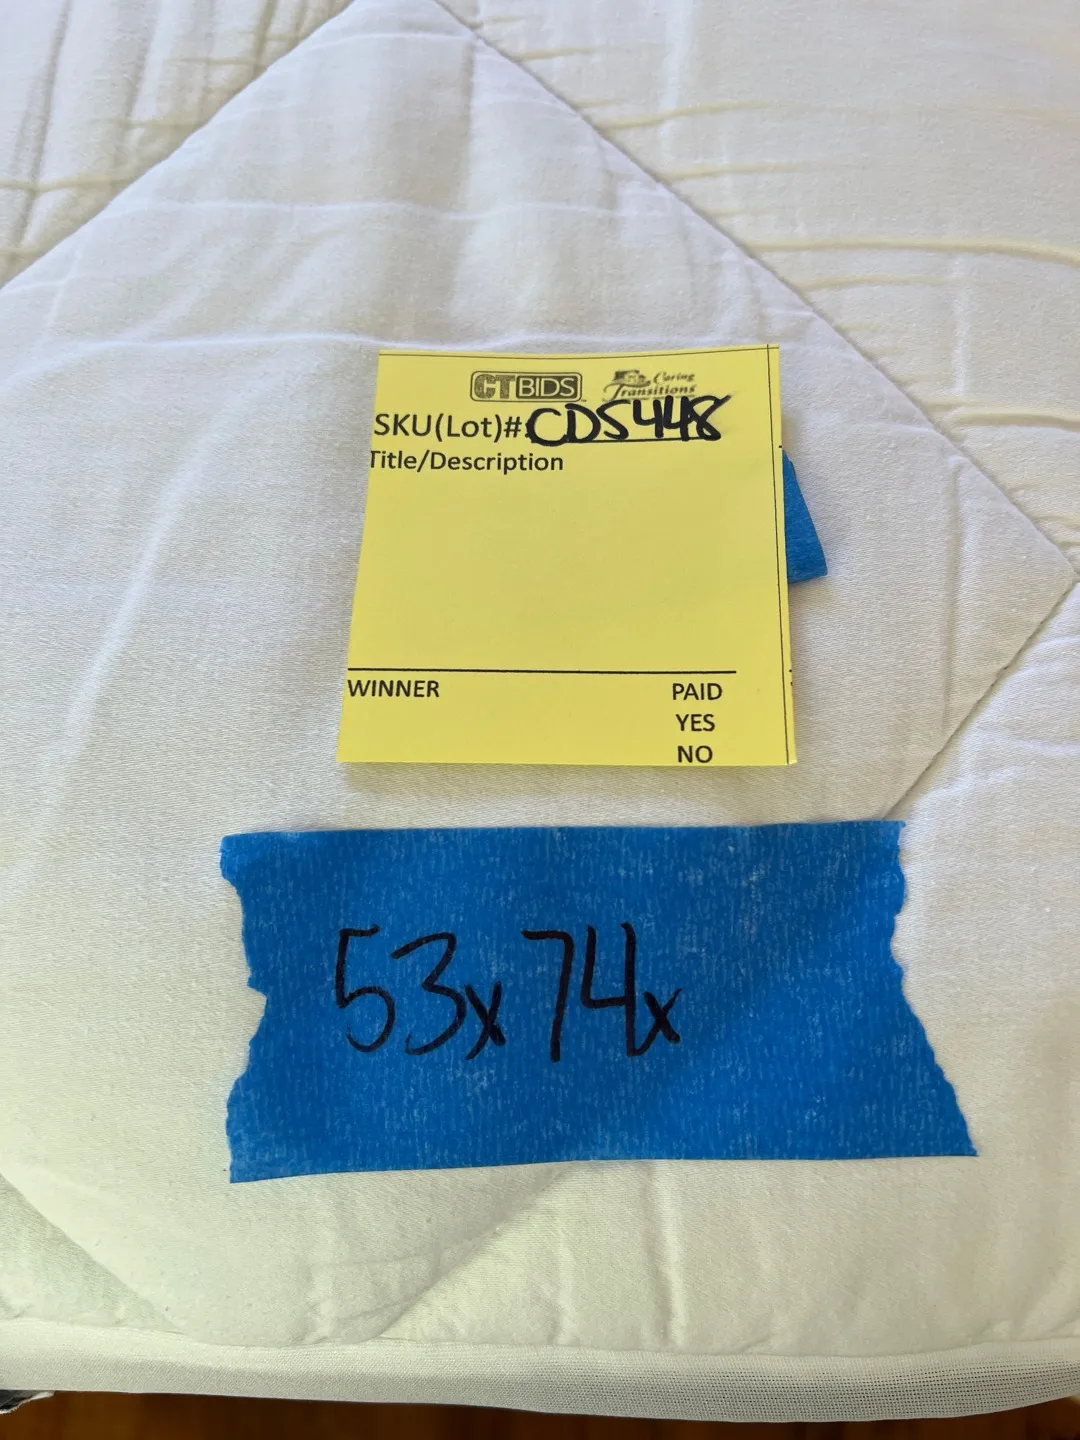 CTBIDS Caring Transitions
SKU(Lot)#: CDS448
Title/Description
WINNER PAID
YES
NO
53x74x